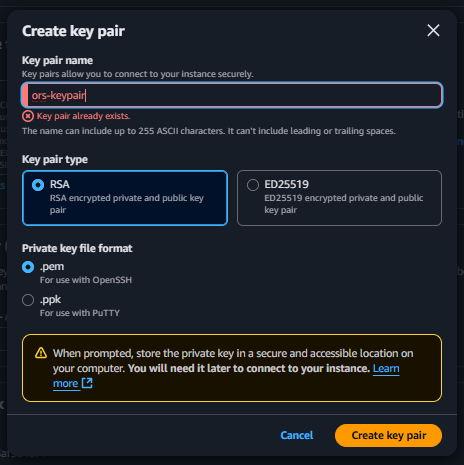 Create key pair
Key pair name
Key pairs allow you to connect to your instance securely.
ors-keypair
Key pair already exists.
The name can include up to 255 ASCII characters. It can't include leading or trailing spaces.
Key pair type
RSA
RSA encrypted private and public key
pair
ED25519
ED25519 encrypted private and public
key pair
Private key file format
.pem
For use with OpenSSH
.ppk
For use with PuTTY
When prompted, store the private key in a secure and accessible location on
your computer. You will need it later to connect to your instance. Learn
more
Cancel
Create key pair